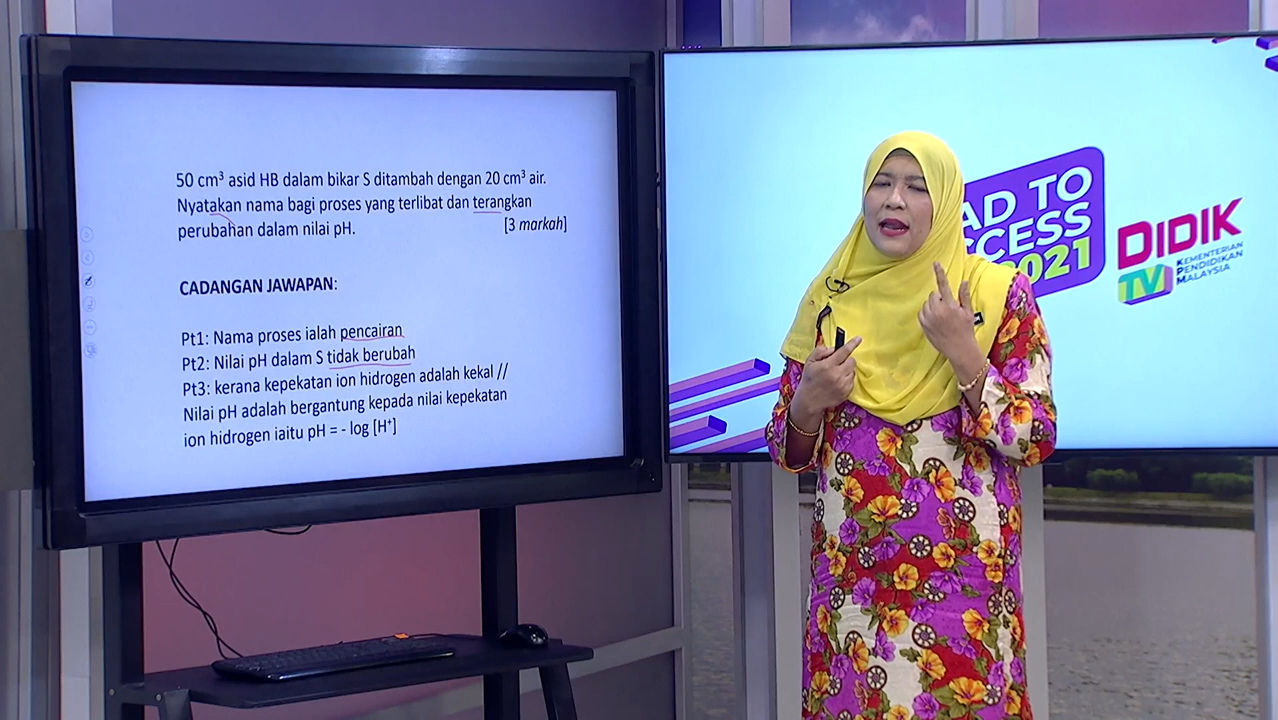 50 cm³ asid HB dalam bikar S ditambah dengan 20 cm³ air.
Nyatakan nama bagi proses yang terlibat dan terangkan
perubahan dalam nilai pH. [3 markah]
CADANGAN JAWAPAN:
Pt1: Nama proses ialah pencairan
Pt2: Nilai pH dalam S tidak berubah
Pt3: kerana kepekatan ion hidrogen adalah kekal //
Nilai pH adalah bergantung kepada nilai kepekatan
ion hidrogen iaitu pH = - log [H⁺]
AD TO
CCESS
2021
DIDIK
TV
KEMENTERIAN
PENDIDIKAN
MALAYSIA